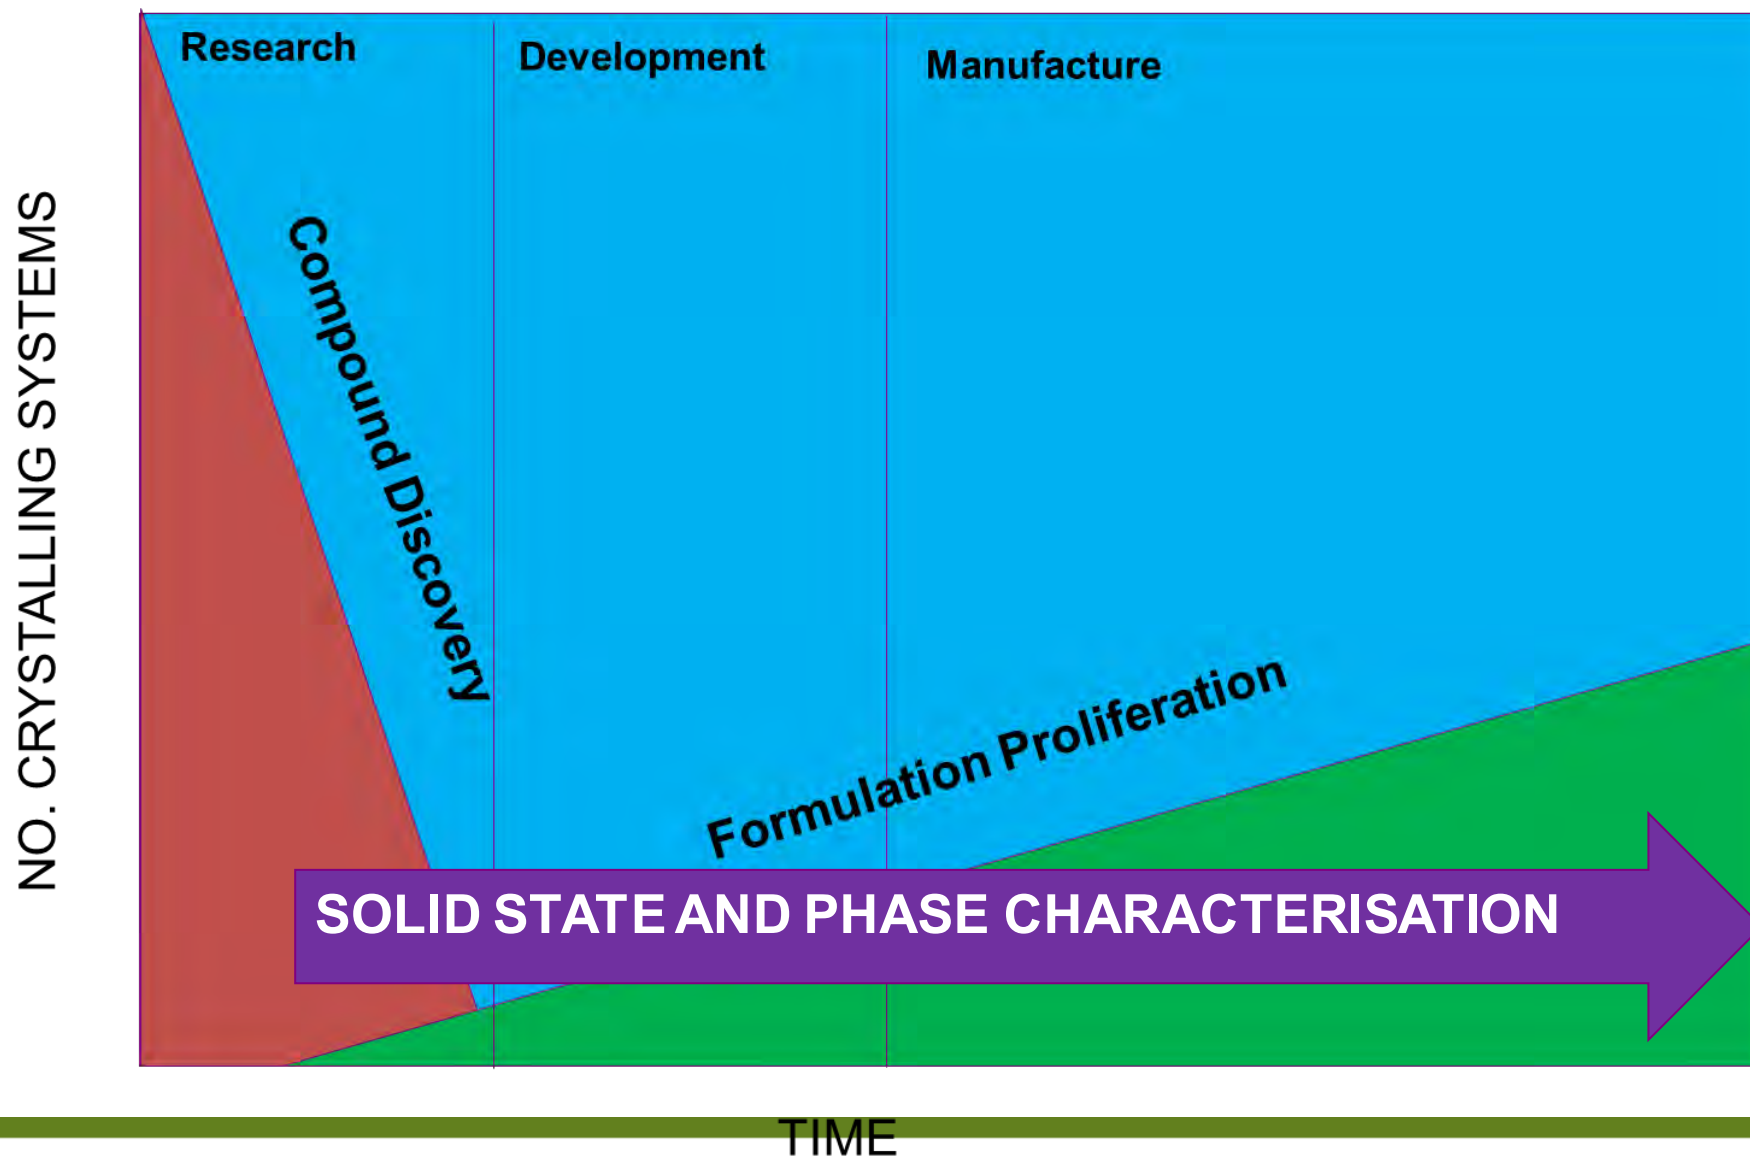 Research
Development
Manufacture
NO. CRYSTALLING SYSTEMS
Compound Discovery
Formulation Proliferation
SOLID STATE AND PHASE CHARACTERISATION
TIME